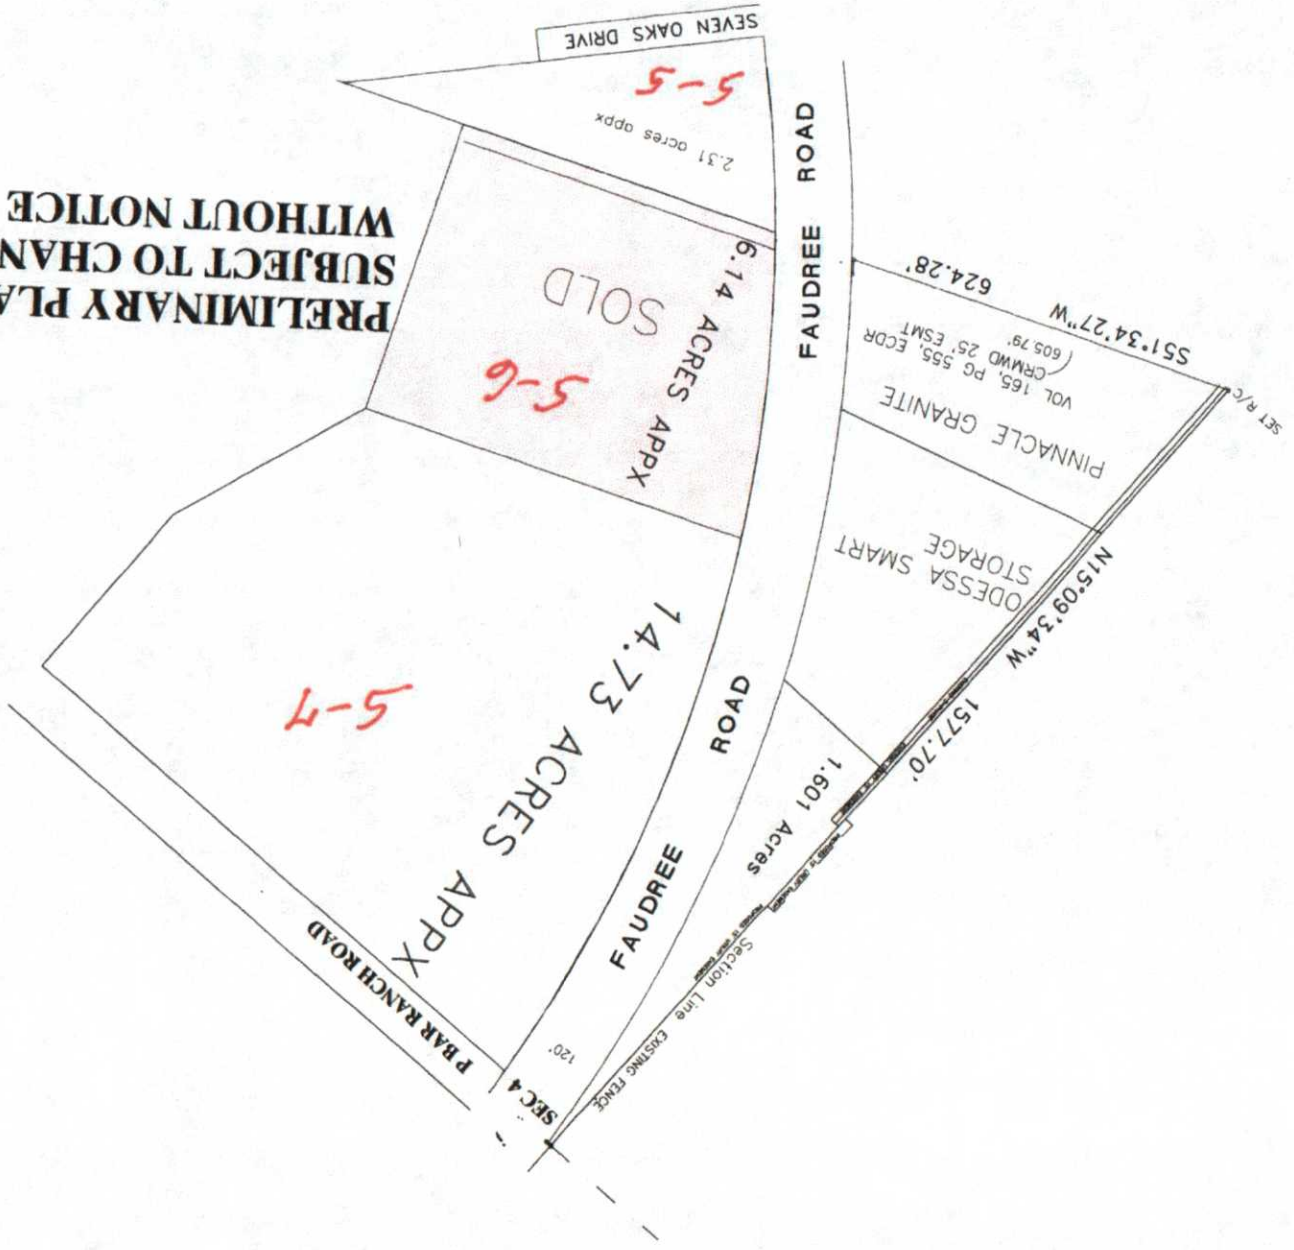 SEVEN OAKS DRIVE
5-5
2.31 acres appx
FAUDREE ROAD
PRELIMINARY PLA
SUBJECT TO CHAN
WITHOUT NOTICE
6.14 ACRES APPX
SOLD
5-6
624.28'
S51°34'27"W
VOL 165, PG 555, ECDR
CRMWD 25' ESMT
(605.79'
PINNACLE GRANITE
SET R/C
ODESSA SMART
STORAGE
N15°09'34"W
1577.70'
14.73 ACRES APPX
5-7
FAUDREE ROAD
1.601 Acres
P BAR RANCH ROAD
SEC 4
120'
Section Line
EXISTING FENCE